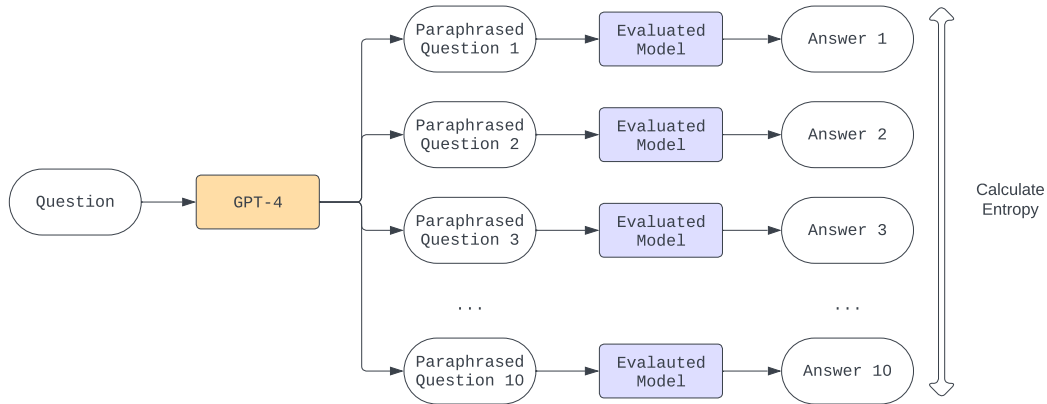 Paraphrased
Question 1
Evaluated
Model
Answer 1
Paraphrased
Question 2
Evaluated
Model
Answer 2
Question
GPT-4
Paraphrased
Question 3
Evaluated
Model
Answer 3
Calculate
Entropy
...
...
Paraphrased
Question 10
Evalauted
Model
Answer 10